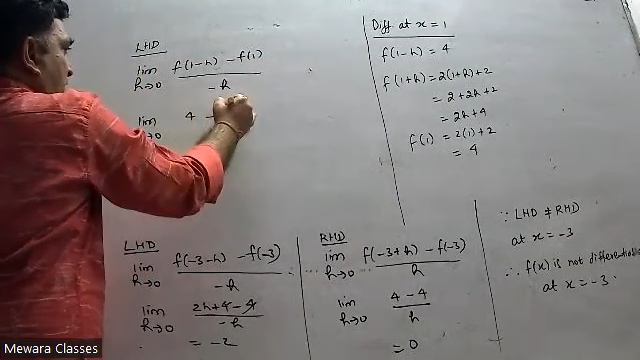 LHD
lim h→0 f(1-h) - f(1) / -h
lim h→0 4 -
Diff at x = 1
f(1-h) = 4
f(1+h) = 2(1+h)+2
= 2+2h+2
= 2h+4
f(1) = 2(1)+2
= 4
LHD
lim h→0 f(-3-h) - f(-3) / -h
lim h→0 2h+4-4 / -h
= -2
RHD
lim h→0 f(-3+h) - f(-3) / h
lim h→0 4-4 / h
= 0
∵ LHD ≠ RHD
at x = -3
∴ f(x) is not
at x = -3.
Mewara Classes